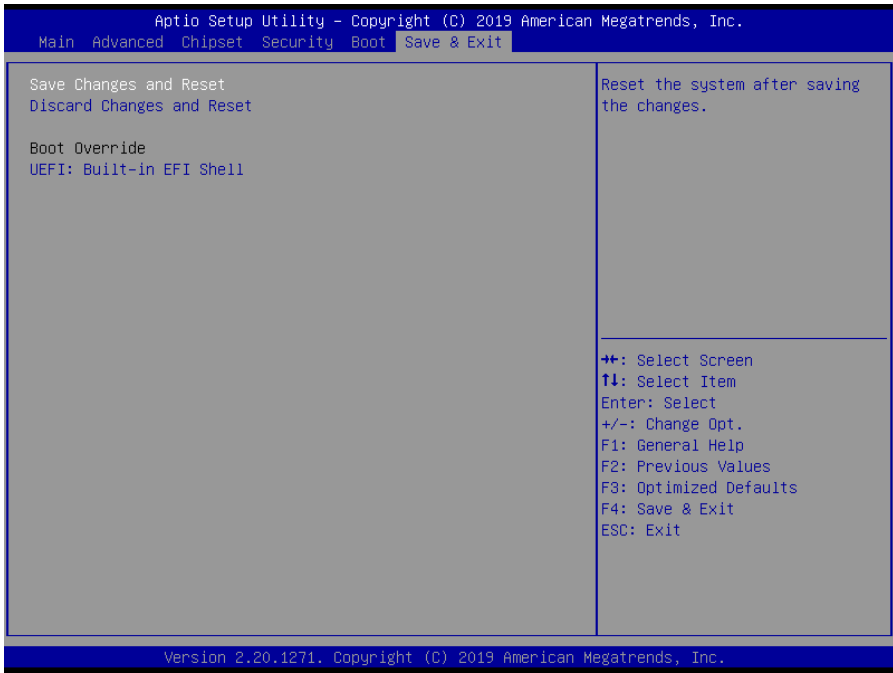 Aptio Setup Utility – Copyright (C) 2019 American Megatrends, Inc.
Main Advanced Chipset Security Boot Save & Exit
Save Changes and Reset
Discard Changes and Reset
Boot Override
UEFI: Built-in EFI Shell
Reset the system after saving
the changes.
→←: Select Screen
↑↓: Select Item
Enter: Select
+/-: Change Opt.
F1: General Help
F2: Previous Values
F3: Optimized Defaults
F4: Save & Exit
ESC: Exit
Version 2.20.1271. Copyright (C) 2019 American Megatrends, Inc.